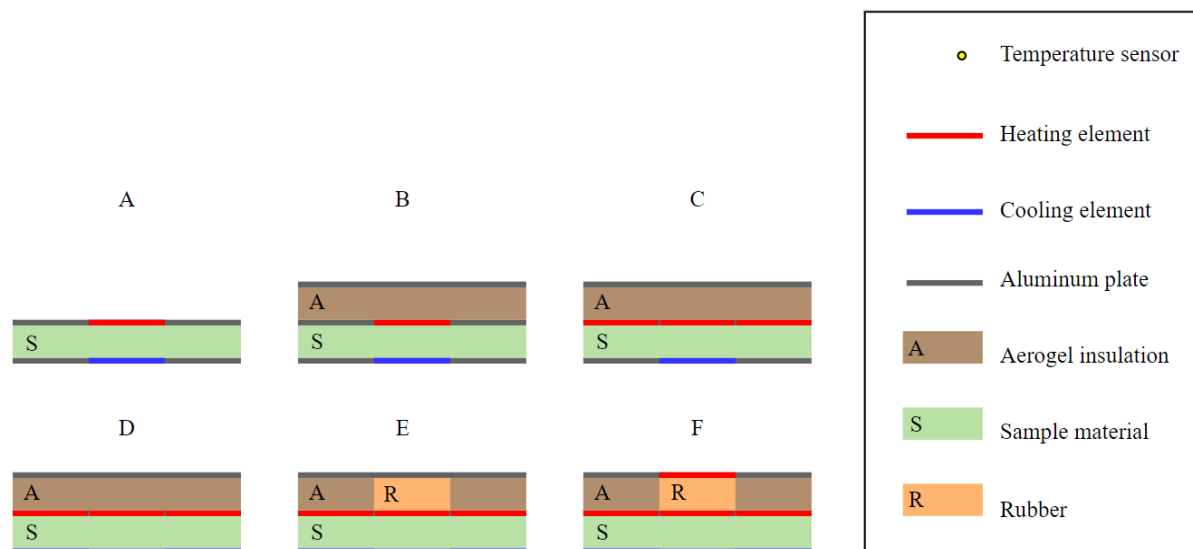 A B C
Temperature sensor
Heating element
Cooling element
Aluminum plate
A Aerogel insulation
S Sample material
R Rubber
A A
S S S
D E F
A A R A R
S S S